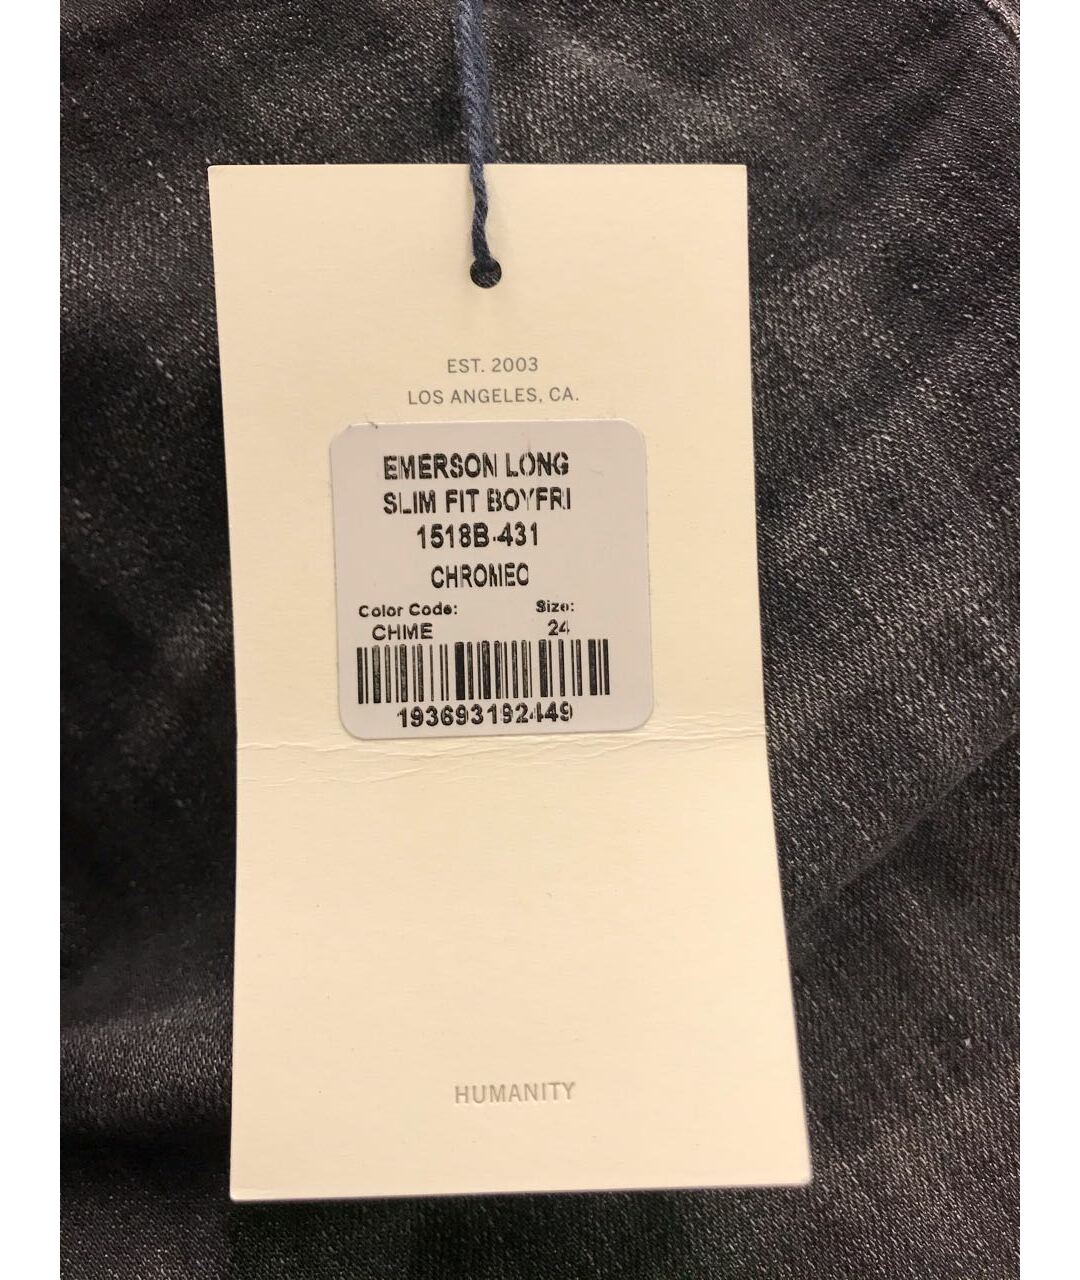 EST. 2003
LOS ANGELES, CA.
EMERSON LONG
SLIM FIT BOYFRI
1518B-431
CHROMEO
Color Code: Size:
CHME 24
193693192449
HUMANITY